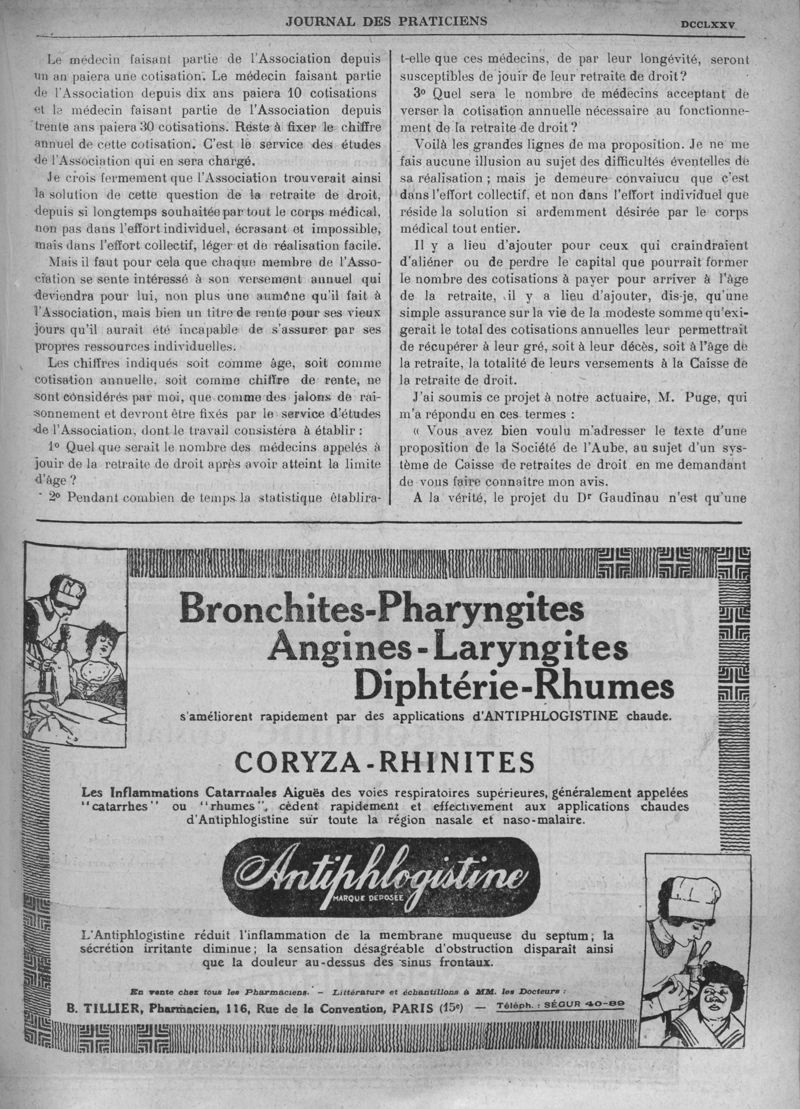 JOURNAL DES PRATICIENS
DCCLXXV
Le médecin faisant partie de l'Association depuis
un an paiera une cotisation. Le médecin faisant partie
de l'Association depuis dix ans paiera 10 cotisations
et le médecin faisant partie de l'Association depuis
trente ans paiera 30 cotisations. Reste à fixer le chiffre
annuel de cette cotisation. C'est le service des études
de l'Association qui en sera chargé.
Je crois fermement que l'Association trouverait ainsi
la solution de cette question de la retraite de droit,
depuis si longtemps souhaitée par tout le corps médical,
non pas dans l'effort individuel, écrasant et impossible,
mais dans l'effort collectif, léger et de réalisation facile.
Mais il faut pour cela que chaque membre de l'Asso-
ciation se sente intéressé à son versement annuel qui
deviendra pour lui, non plus une aumône qu'il fait à
l'Association, mais bien un titre de rente pour ses vieux
jours qu'il aurait été incapable de s'assurer par ses
propres ressources individuelles.
Les chiffres indiqués soit comme âge, soit comme
cotisation annuelle, soit comme chiffre de rente, ne
sont considérés par moi, que comme des jalons de rai-
sonnement et devront être fixés par le service d'études
de l'Association, dont le travail consistera à établir :
1º Quel que serait le nombre des médecins appelés à
jouir de la retraite de droit après avoir atteint la limite
d'âge ?
2º Pendant combien de temps la statistique établira-
t-elle que ces médecins, de par leur longévité, seront
susceptibles de jouir de leur retraite de droit ?
3º Quel sera le nombre de médecins acceptant de
verser la cotisation annuelle nécessaire au fonctionne-
ment de la retraite de droit ?
Voilà les grandes lignes de ma proposition. Je ne me
fais aucune illusion au sujet des difficultés éventelles de
sa réalisation ; mais je demeure convaiucu que c'est
dans l'effort collectif, et non dans l'effort individuel que
réside la solution si ardemment désirée par le corps
médical tout entier.
Il y a lieu d'ajouter pour ceux qui craindraient
d'aliéner ou de perdre le capital que pourrait former
le nombre des cotisations à payer pour arriver à l'âge
de la retraite, il y a lieu d'ajouter, dis-je, qu'une
simple assurance sur la vie de la modeste somme qu'exi-
gerait le total des cotisations annuelles leur permettrait
de récupérer à leur gré, soit à leur décès, soit à l'âge de
la retraite, la totalité de leurs versements à la Caisse de
la retraite de droit.
J'ai soumis ce projet à notre actuaire, M. Puge, qui
m'a répondu en ces termes :
« Vous avez bien voulu m'adresser le texte d'une
proposition de la Société de l'Aube, au sujet d'un sys-
tème de Caisse de retraites de droit en me demandant
de vous faire connaître mon avis.
A la vérité, le projet du Dr Gaudinau n'est qu'une
Bronchites-Pharyngites
Angines-Laryngites
Diphtérie-Rhumes
s'améliorent rapidement par des applications d'ANTIPHLOGISTINE chaude.
CORYZA-RHINITES
Les Inflammations Catarrhales Aiguës des voies respiratoires supérieures, généralement appelées
"catarrhes" ou "rhumes", cèdent rapidement et effectivement aux applications chaudes
d'Antiphlogistine sur toute la région nasale et naso-malaire.
Antiphlogistine
MARQUE DÉPOSÉE
L'Antiphlogistine réduit l'inflammation de la membrane muqueuse du septum; la
sécrétion irritante diminue; la sensation désagréable d'obstruction disparaît ainsi
que la douleur au-dessus des sinus frontaux.
En vente chez tous les Pharmaciens. – Littérature et échantillons à MM. les Docteurs :
B. TILLIER, Pharmacien, 116, Rue de la Convention, PARIS (15e) — Téléph. : SÉGUR 40-89